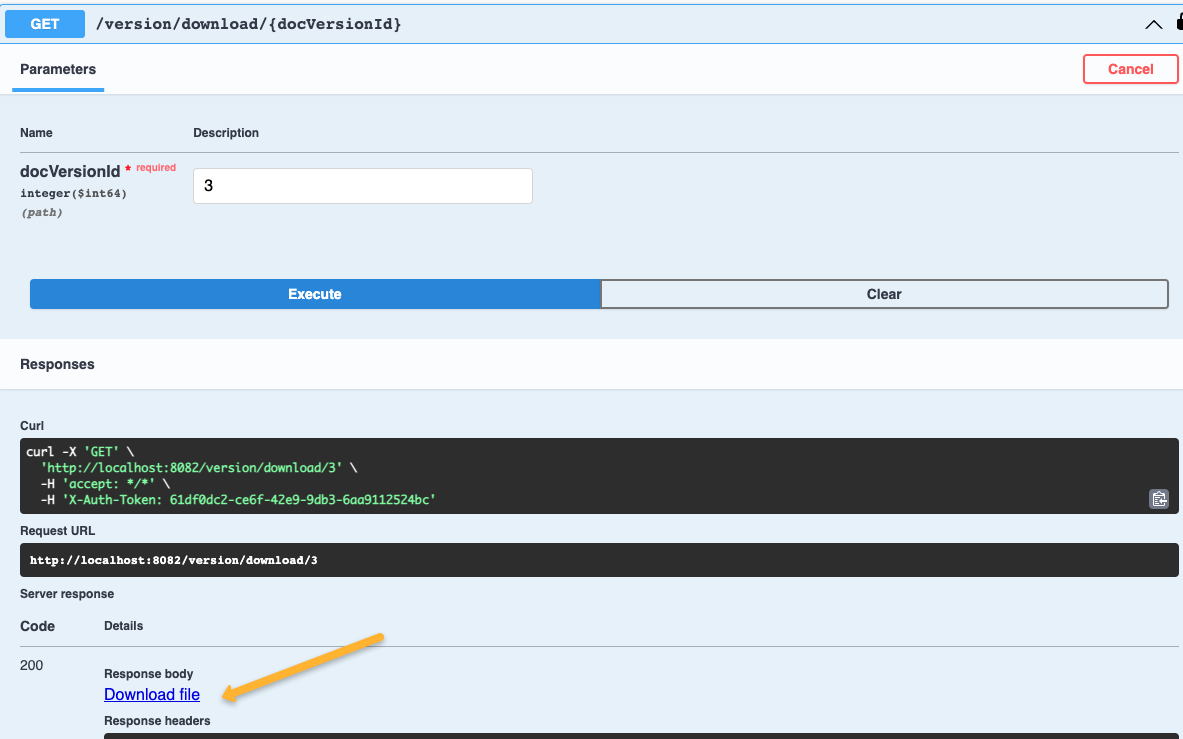 GET /version/download/{docVersionId}
Parameters Cancel
Name Description
docVersionId * required
integer($int64)
(path)
3
Execute Clear
Responses
Curl
curl -X 'GET' \
'http://localhost:8082/version/download/3' \
-H 'accept: */*' \
-H 'X-Auth-Token: 61df0dc2-ce6f-42e9-9db3-6aa9112524bc'
Request URL
http://localhost:8082/version/download/3
Server response
Code Details
200
Response body
Download file
Response headers